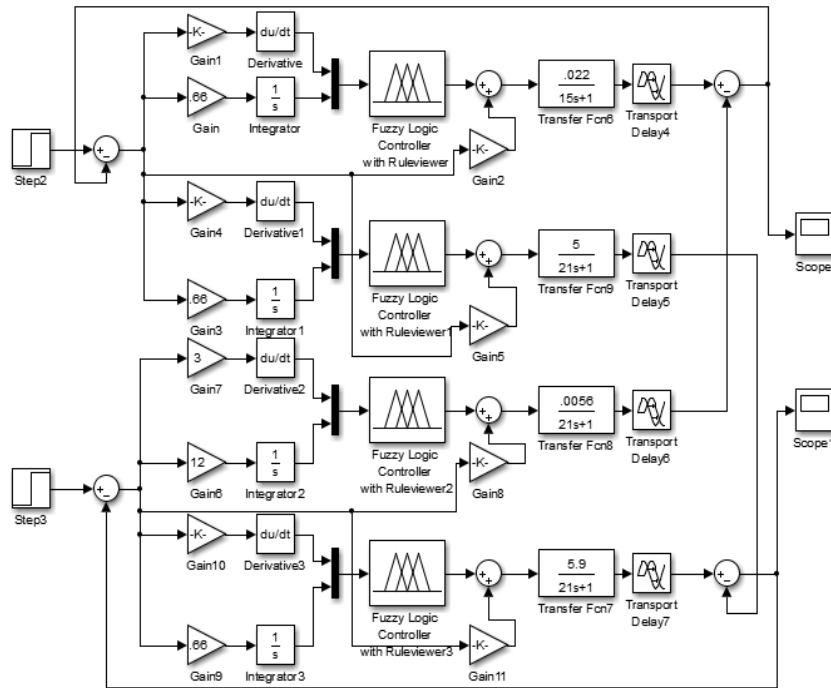 -K-
du/dt
Gain1
Derivative
.66
1
s
Gain
Integrator
Fuzzy Logic
Controller
with Ruleviewer
-K-
Gain2
.022
15s+1
Transfer Fcn6
Transport
Delay4
Step2
-K-
du/dt
Gain4
Derivative1
.66
1
s
Gain3
Integrator1
Fuzzy Logic
Controller
with Ruleviewer1
-K-
Gain5
5
21s+1
Transfer Fcn9
Transport
Delay5
Scope
3
du/dt
Gain7
Derivative2
12
1
s
Gain6
Integrator2
Fuzzy Logic
Controller
with Ruleviewer2
-K-
Gain8
.0056
21s+1
Transfer Fcn8
Transport
Delay6
Scope1
Step3
-K-
du/dt
Gain10
Derivative3
.66
1
s
Gain9
Integrator3
Fuzzy Logic
Controller
with Ruleviewer3
-K-
Gain11
5.9
21s+1
Transfer Fcn7
Transport
Delay7